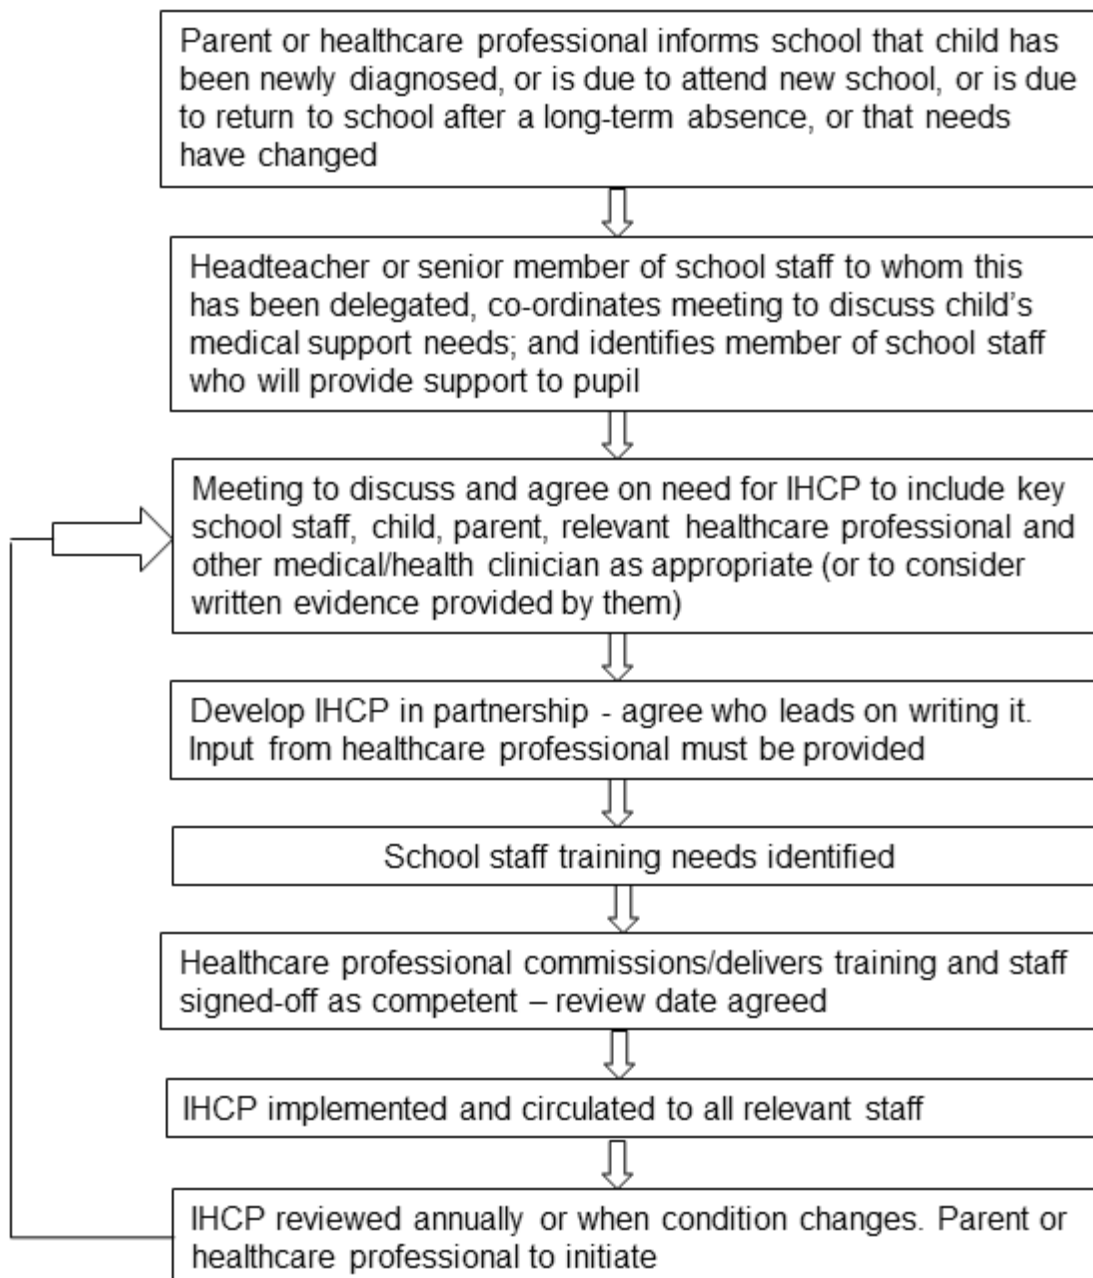 Parent or healthcare professional informs school that child has
been newly diagnosed, or is due to attend new school, or is due
to return to school after a long-term absence, or that needs
have changed
Headteacher or senior member of school staff to whom this
has been delegated, co-ordinates meeting to discuss child's
medical support needs; and identifies member of school staff
who will provide support to pupil
Meeting to discuss and agree on need for IHCP to include key
school staff, child, parent, relevant healthcare professional and
other medical/health clinician as appropriate (or to consider
written evidence provided by them)
Develop IHCP in partnership - agree who leads on writing it.
Input from healthcare professional must be provided
School staff training needs identified
Healthcare professional commissions/delivers training and staff
signed-off as competent – review date agreed
IHCP implemented and circulated to all relevant staff
IHCP reviewed annually or when condition changes. Parent or
healthcare professional to initiate